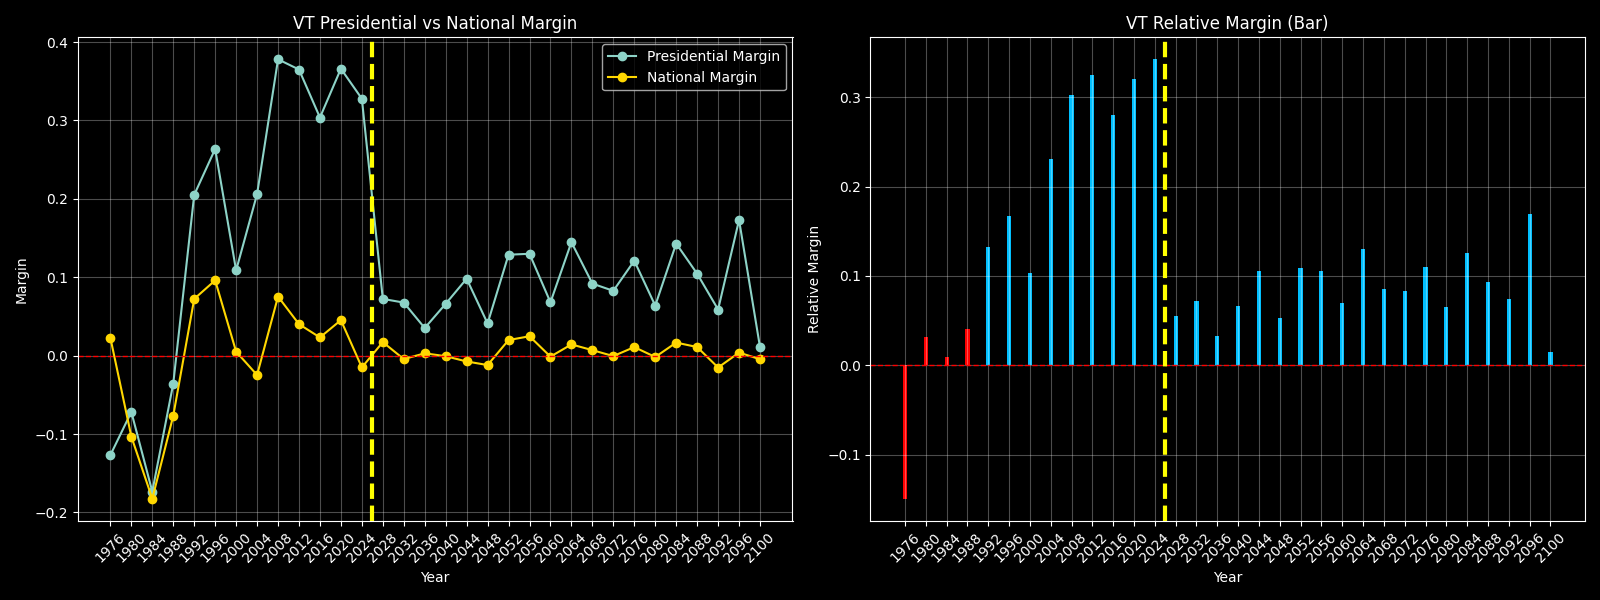 VT Presidential vs National Margin
Presidential Margin
National Margin
Margin
0.4
0.3
0.2
0.1
0.0
−0.1
−0.2
1976 1980 1984 1988 1992 1996 2000 2004 2008 2012 2016 2020 2024 2028 2032 2036 2040 2044 2048 2052 2056 2060 2064 2068 2072 2076 2080 2084 2088 2092 2096 2100
Year
VT Relative Margin (Bar)
Relative Margin
0.3
0.2
0.1
0.0
−0.1
1976 1980 1984 1988 1992 1996 2000 2004 2008 2012 2016 2020 2024 2028 2032 2036 2040 2044 2048 2052 2056 2060 2064 2068 2072 2076 2080 2084 2088 2092 2096 2100
Year